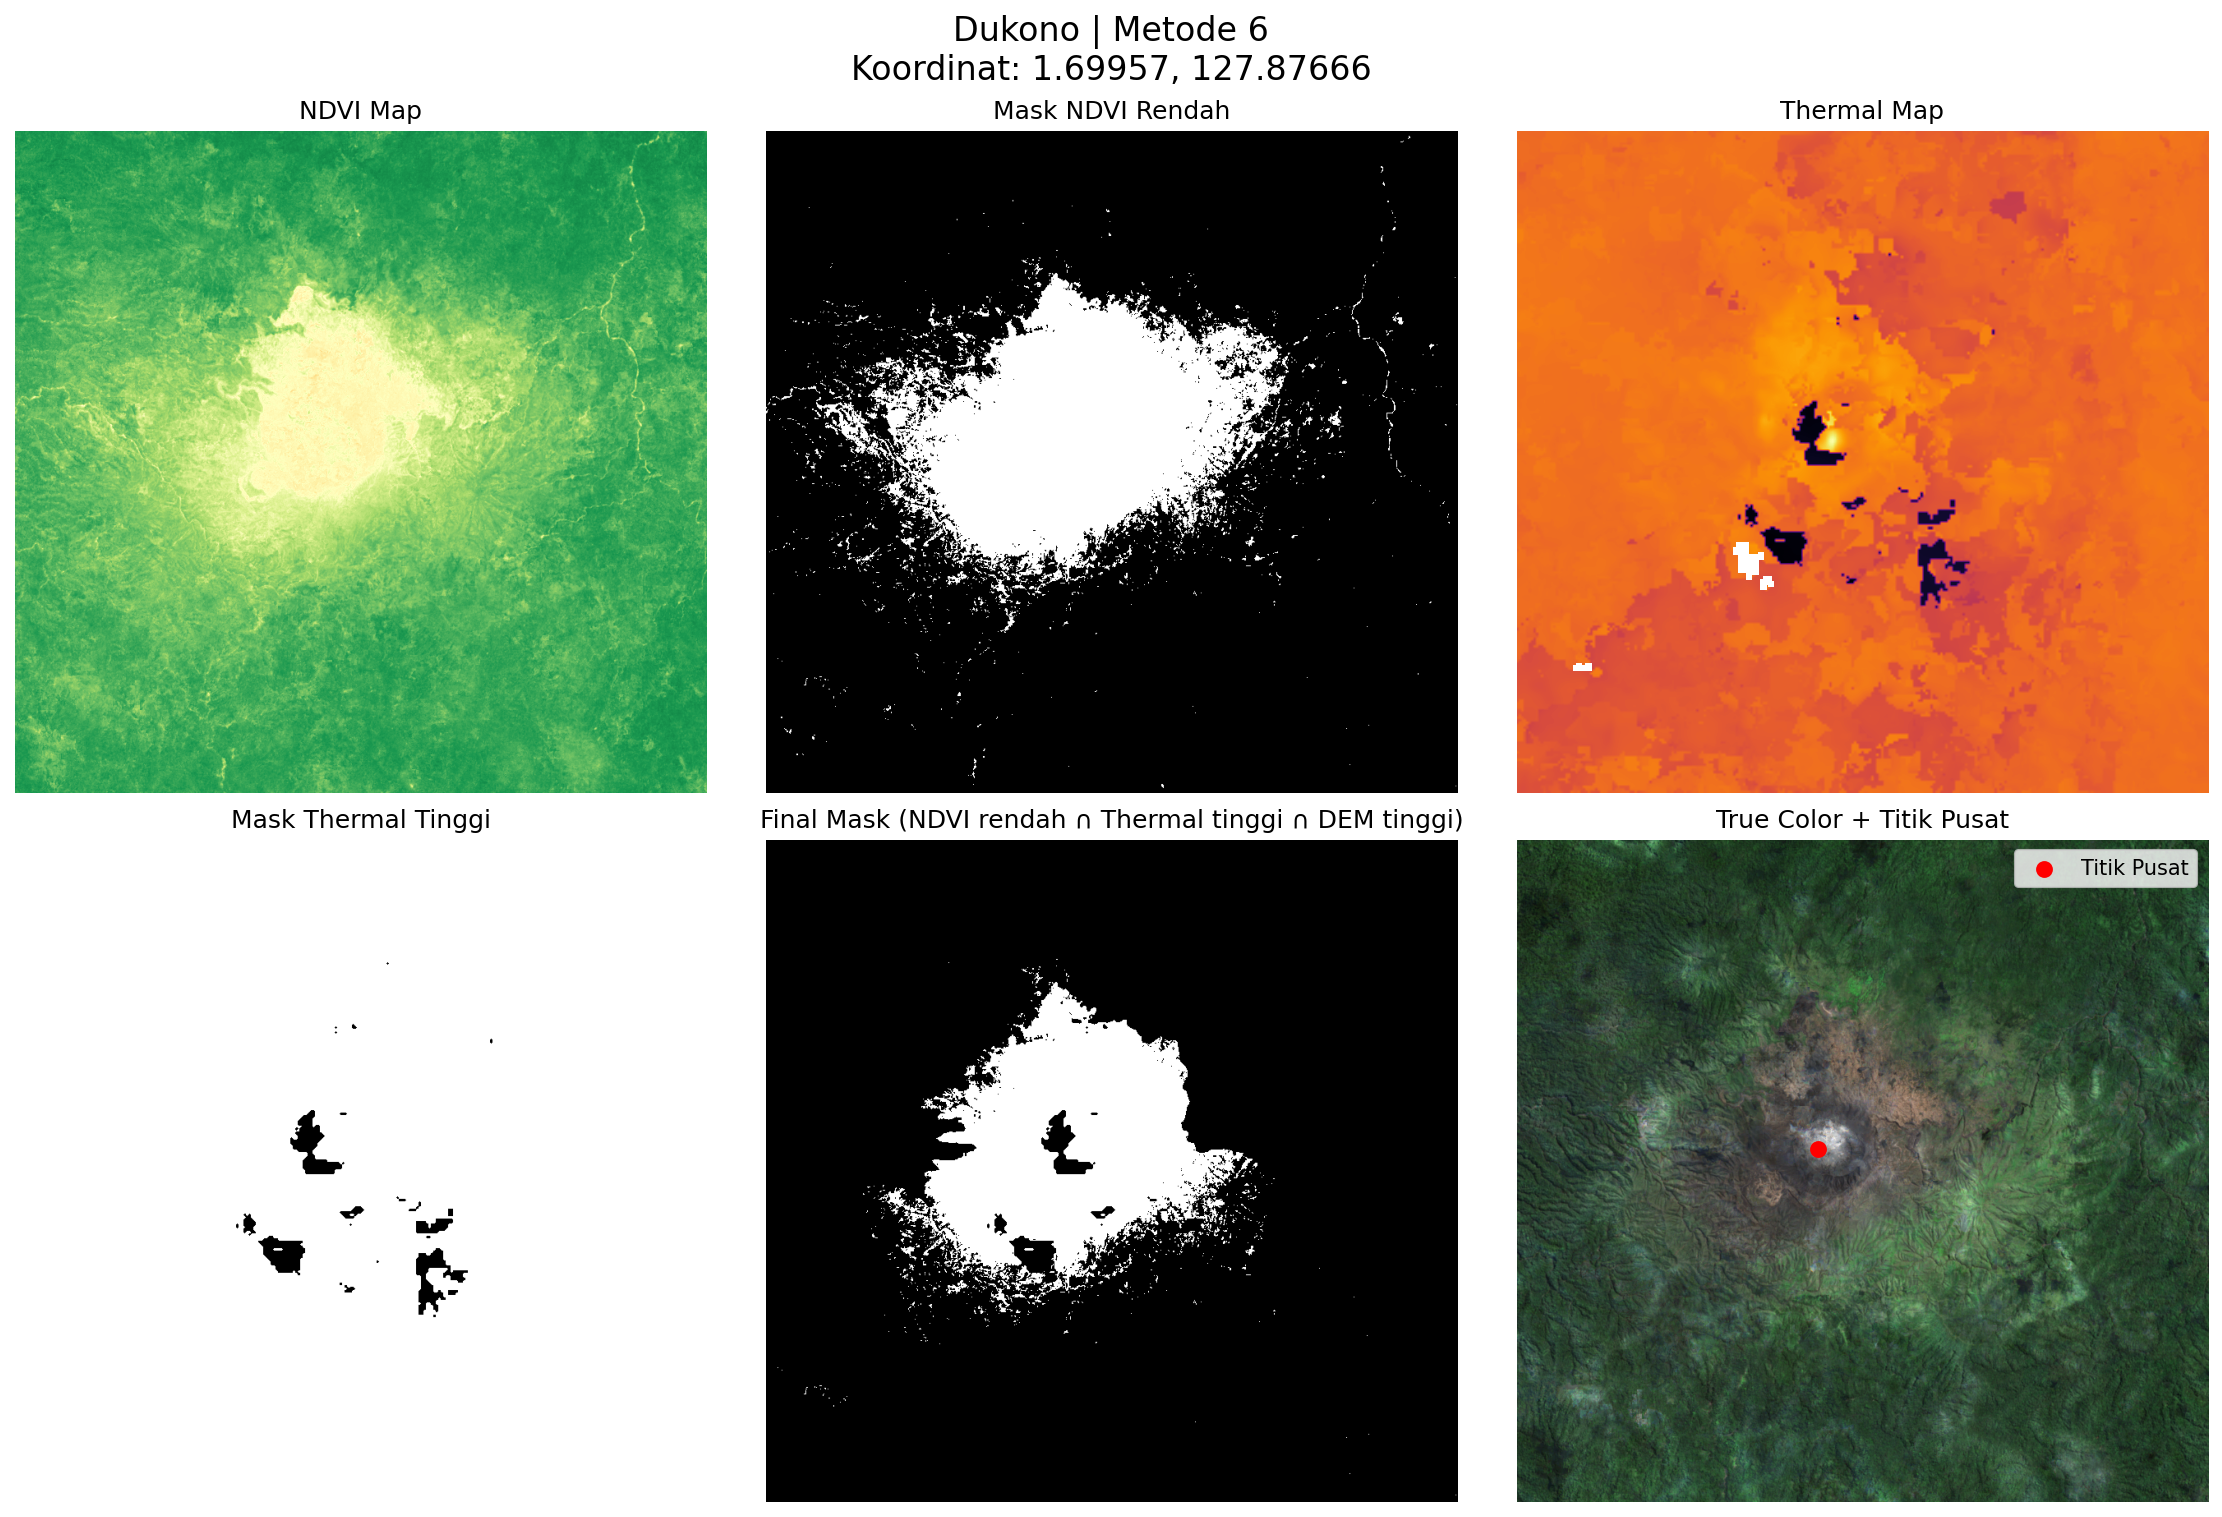 Dukono | Metode 6
Koordinat: 1.69957, 127.87666
NDVI Map
Mask NDVI Rendah
Thermal Map
Mask Thermal Tinggi
Final Mask (NDVI rendah ∩ Thermal tinggi ∩ DEM tinggi)
True Color + Titik Pusat
Titik Pusat